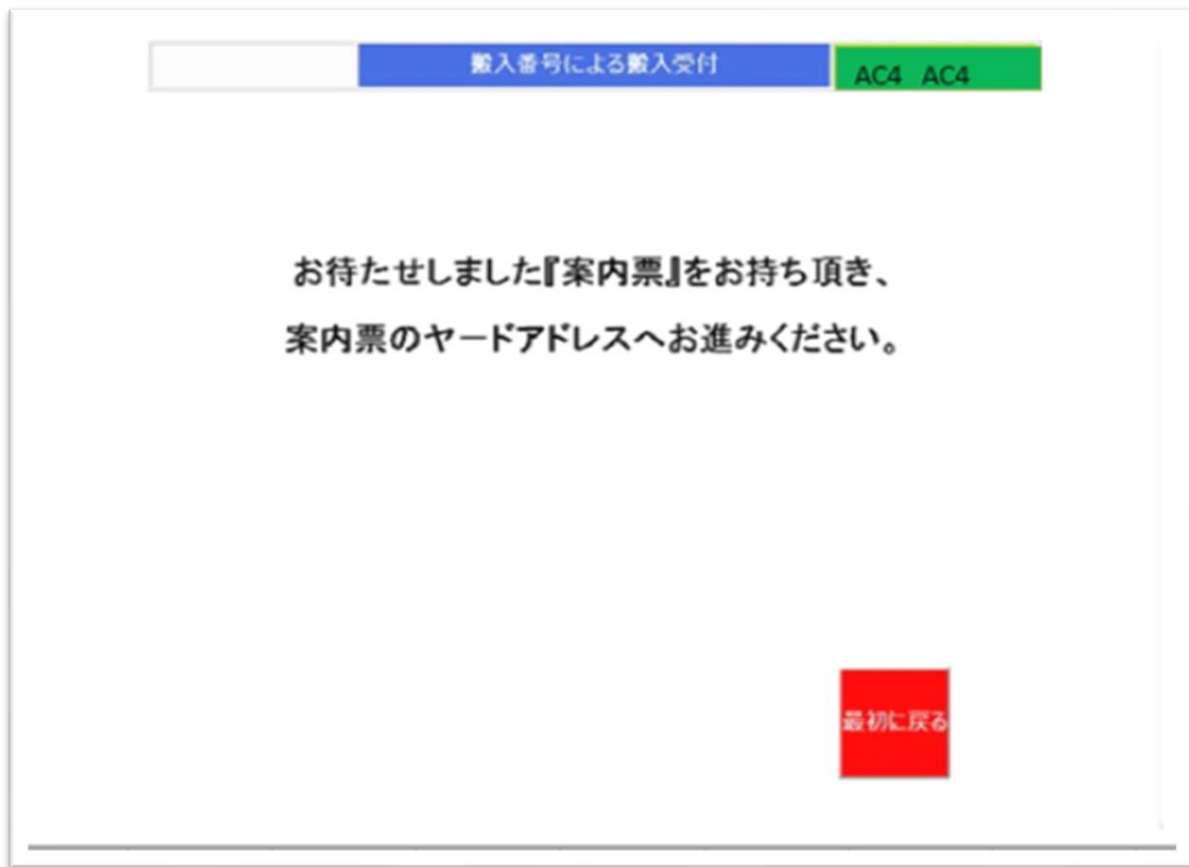 搬入番号による搬入受付
AC4 AC4
お待たせしました『案内票』をお持ち頂き、
案内票のヤードアドレスへお進みください。
最初に戻る